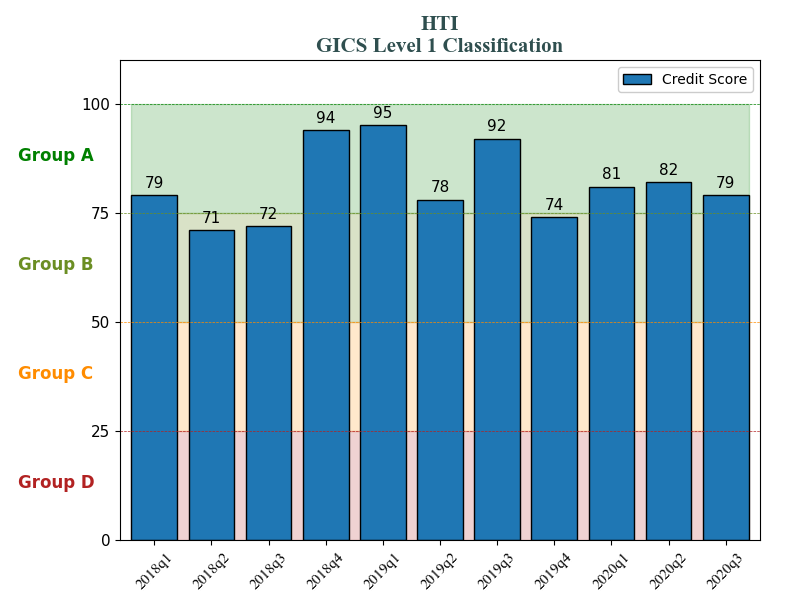 HTI
GICS Level 1 Classification
Credit Score
100
75
50
25
0
Group A
Group B
Group C
Group D
79
71
72
94
95
78
92
74
81
82
79
2018q1
2018q2
2018q3
2018q4
2019q1
2019q2
2019q3
2019q4
2020q1
2020q2
2020q3